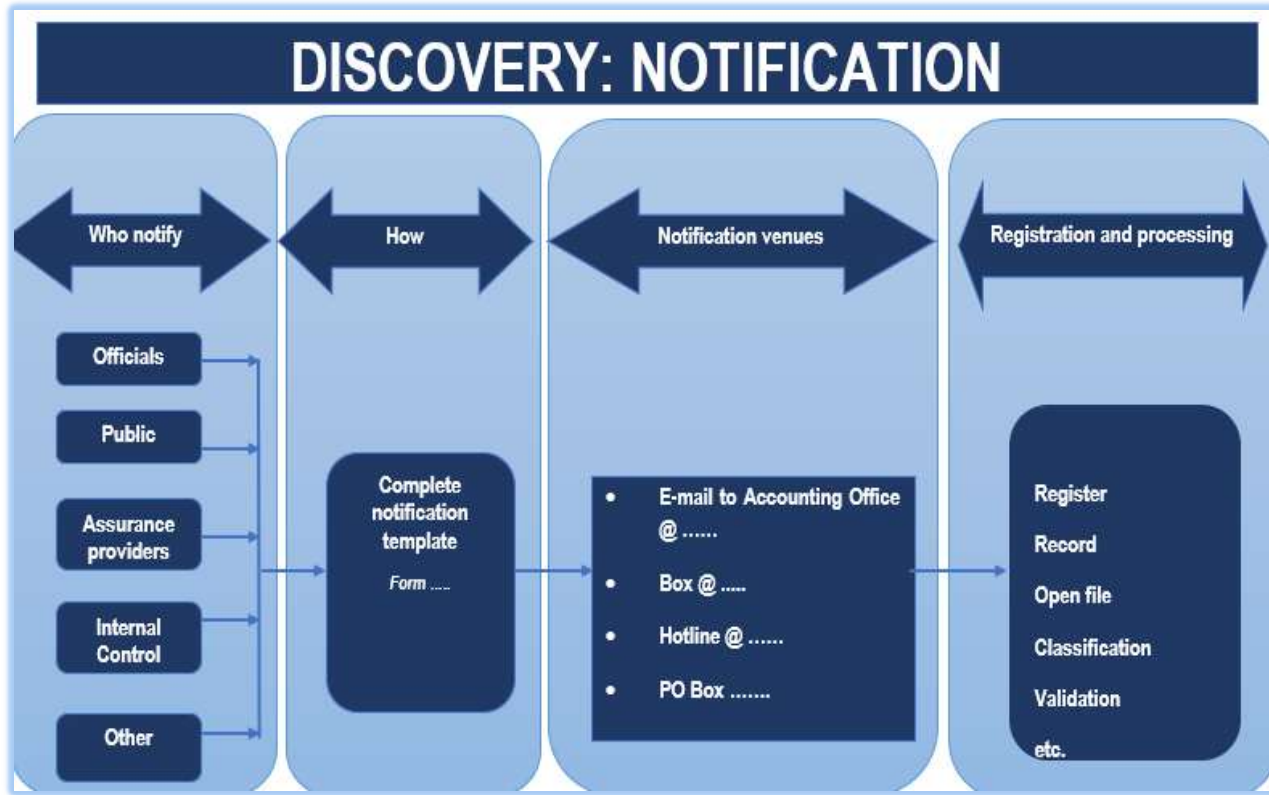 DISCOVERY: NOTIFICATION
Who notify
How
Notification venues
Registration and processing
Officials
Public
Assurance
providers
Internal
Control
Other
Complete
notification
template
Form .....
• E-mail to Accounting Office
@ ......
• Box @ .....
• Hotline @ ......
• PO Box .......
Register
Record
Open file
Classification
Validation
etc.